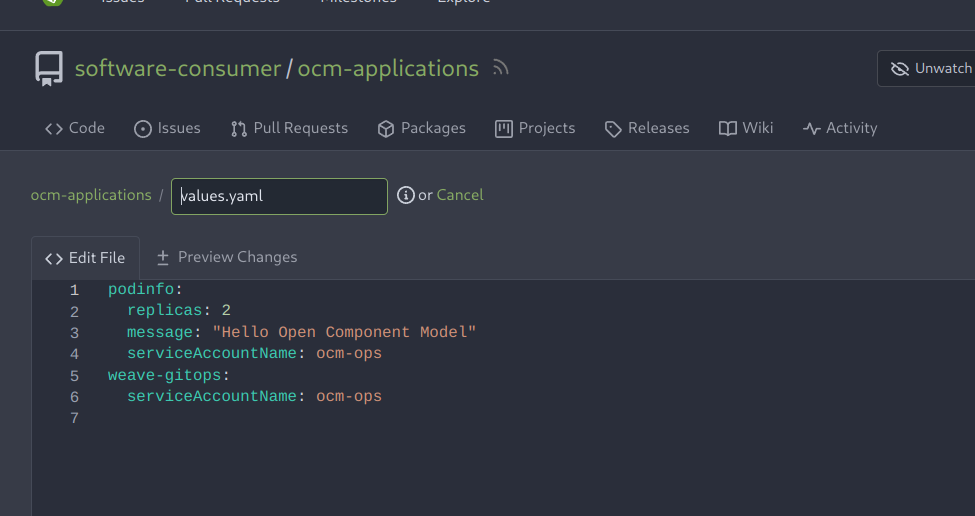 Issues Pull Requests Milestones Explore
software-consumer/ocm-applications
Unwatch
Code Issues Pull Requests Packages Projects Releases Wiki Activity
ocm-applications / values.yaml or Cancel
Edit File Preview Changes
1 podinfo:
2   replicas: 2
3   message: "Hello Open Component Model"
4   serviceAccountName: ocm-ops
5 weave-gitops:
6   serviceAccountName: ocm-ops
7